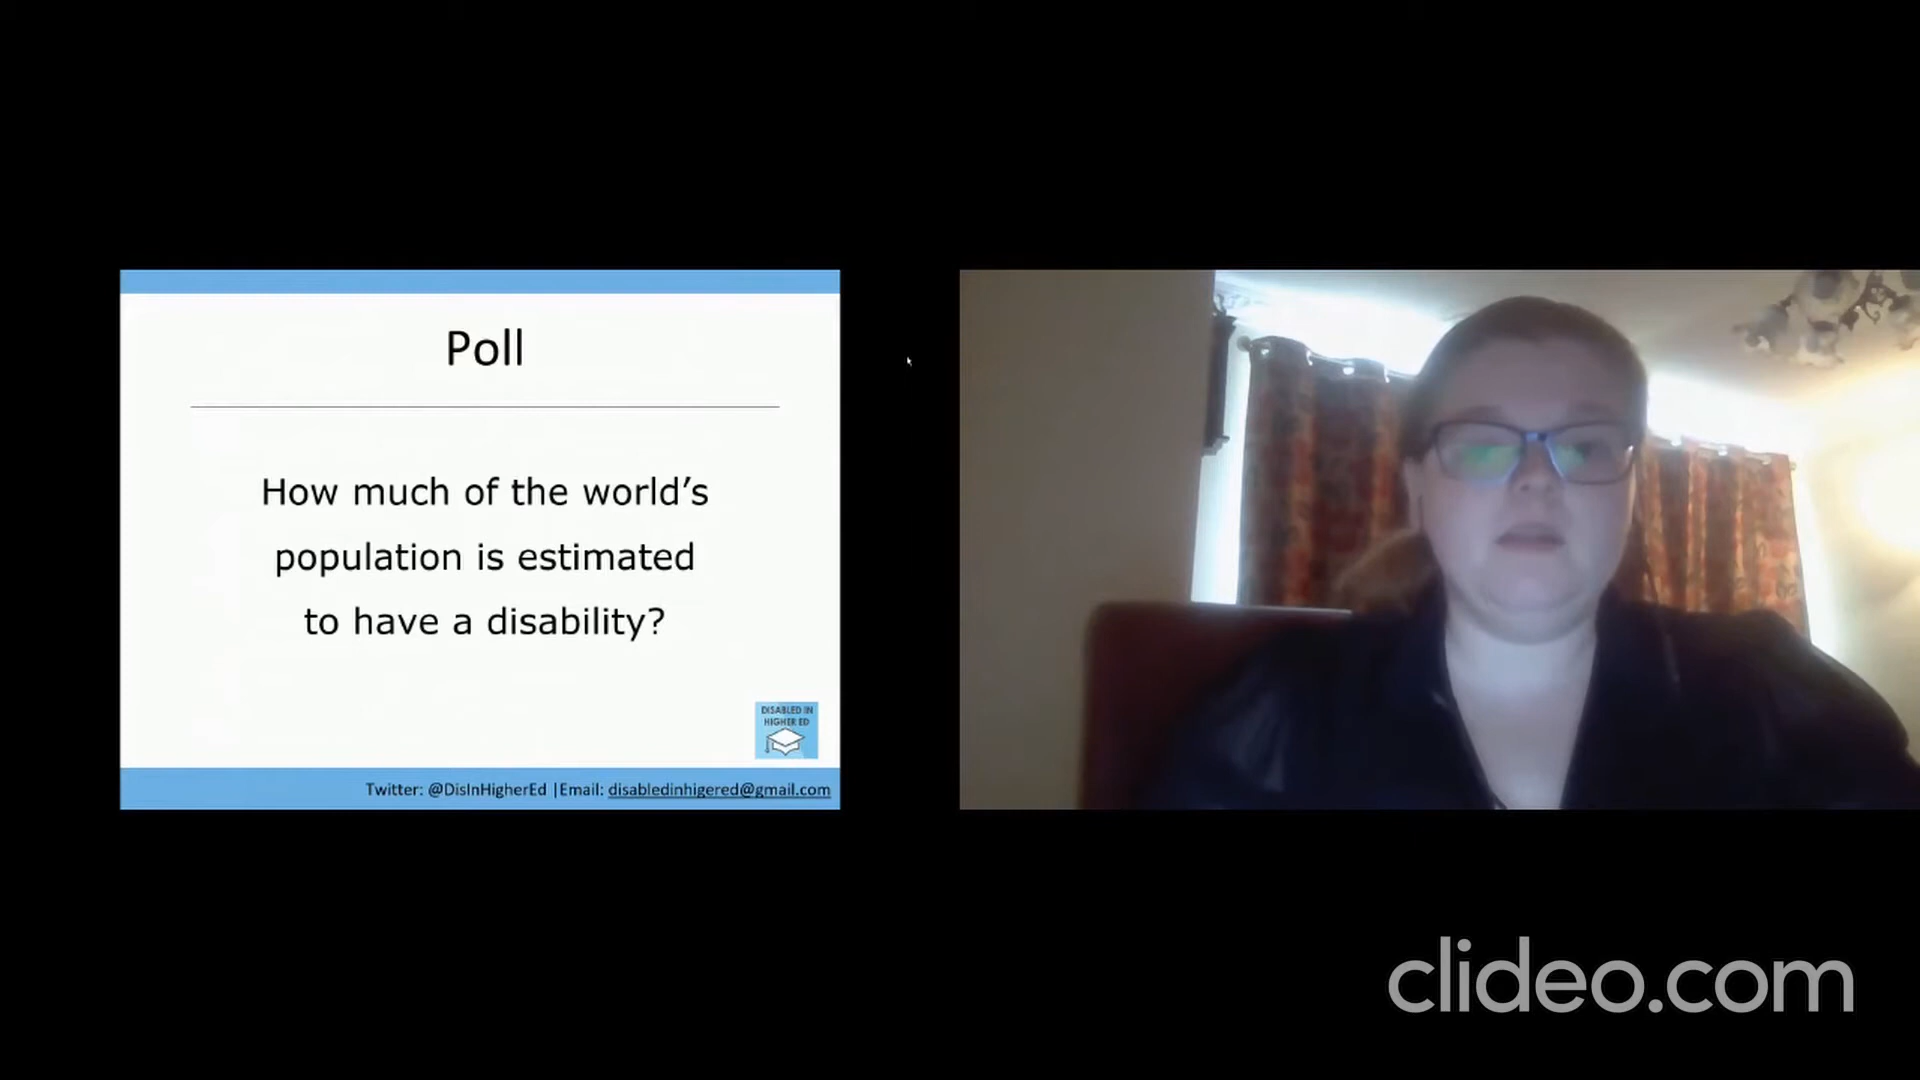 Poll
How much of the world’s
population is estimated
to have a disability?
DISABLED IN
HIGHER ED
Twitter: @DisInHigherEd |Email: disabledinhigered@gmail.com
clideo.com